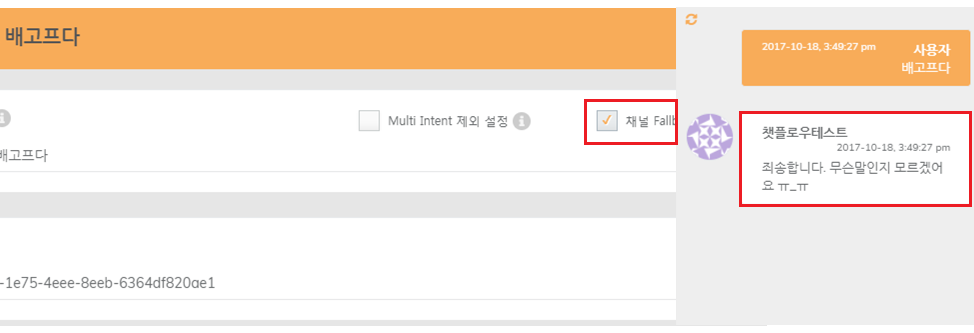 배고프다
Multi Intent 제외 설정
채널 Fallb
배고프다
-1e75-4eee-8eeb-6364df820ae1
2017-10-18, 3:49:27 pm 사용자
배고프다
챗플로우테스트
2017-10-18, 3:49:27 pm
죄송합니다. 무슨말인지 모르겠어
요 ㅠ_ㅠ